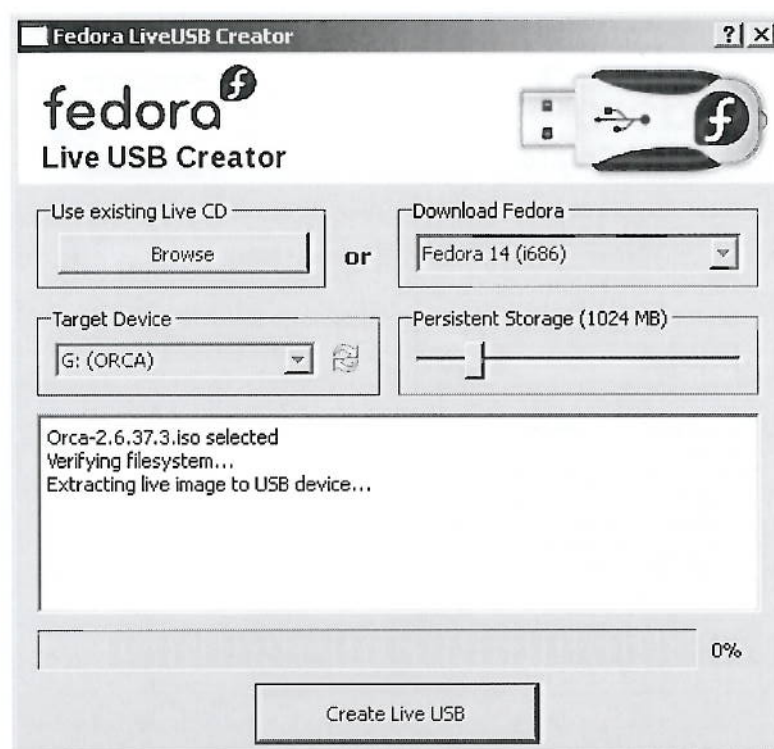 Fedora LiveUSB Creator
fedora
Live USB Creator
Use existing Live CD
Browse
or
Download Fedora
Fedora 14 (i686)
Target Device
G: (ORCA)
Persistent Storage (1024 MB)
Orca-2.6.37.3.iso selected
Verifying filesystem...
Extracting live image to USB device...
0%
Create Live USB